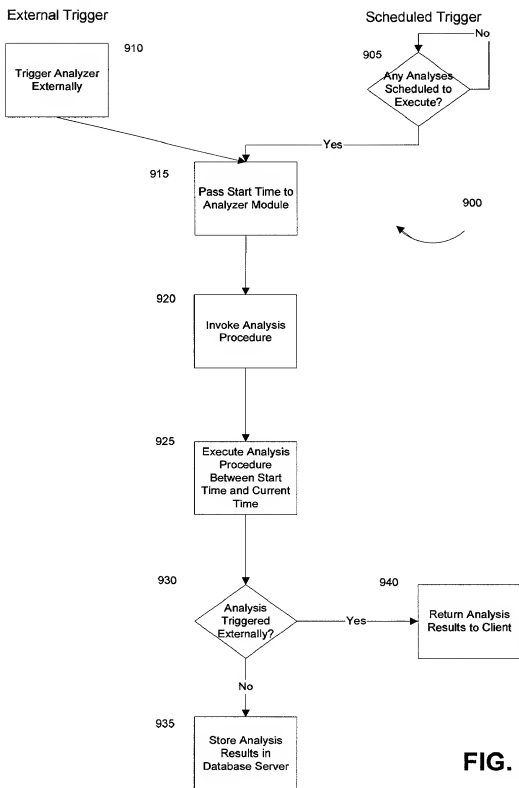 External Trigger
Scheduled Trigger
910
Trigger Analyzer
Externally
905
No
Any Analyses
Scheduled to
Execute?
Yes
915
Pass Start Time to
Analyzer Module
900
920
Invoke Analysis
Procedure
925
Execute Analysis
Procedure
Between Start
Time and Current
Time
930
Analysis
Triggered
Externally?
Yes
940
Return Analysis
Results to Client
No
935
Store Analysis
Results in
Database Server
FIG.